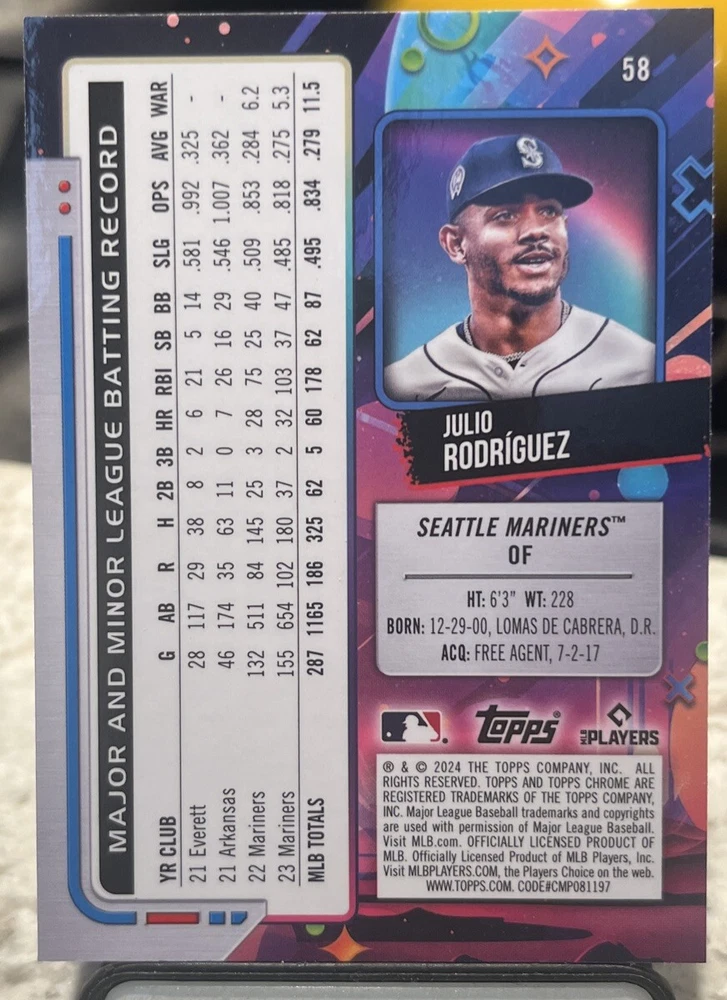 58
JULIO
RODRÍGUEZ
SEATTLE MARINERS™
OF
HT: 6'3" WT: 228
BORN: 12-29-00, LOMAS DE CABRERA, D.R.
ACQ: FREE AGENT, 7-2-17
MAJOR AND MINOR LEAGUE BATTING RECORD
YR CLUB G AB R H 2B 3B HR RBI SB BB SLG OPS AVG WAR
21 Everett 28 117 29 38 8 2 6 21 5 14 .581 .992 .325 -
21 Arkansas 46 174 35 63 11 0 7 26 16 29 .546 1.007 .362 -
22 Mariners 132 511 84 145 25 3 28 75 25 40 .509 .853 .284 6.2
23 Mariners 155 654 102 180 37 2 32 103 37 47 .485 .818 .275 5.3
MLB TOTALS 287 1165 186 325 62 5 60 178 62 87 .495 .834 .279 11.5
topps®
MLB PLAYERS
® & © 2024 THE TOPPS COMPANY, INC. ALL
RIGHTS RESERVED. TOPPS AND TOPPS CHROME ARE
REGISTERED TRADEMARKS OF THE TOPPS COMPANY,
INC. Major League Baseball trademarks and copyrights
are used with permission of Major League Baseball.
Visit MLB.com. OFFICIALLY LICENSED PRODUCT OF
MLB. Officially Licensed Product of MLB Players, Inc.
Visit MLBPLAYERS.COM, the Players Choice on the web.
WWW.TOPPS.COM. CODE#CMP081197